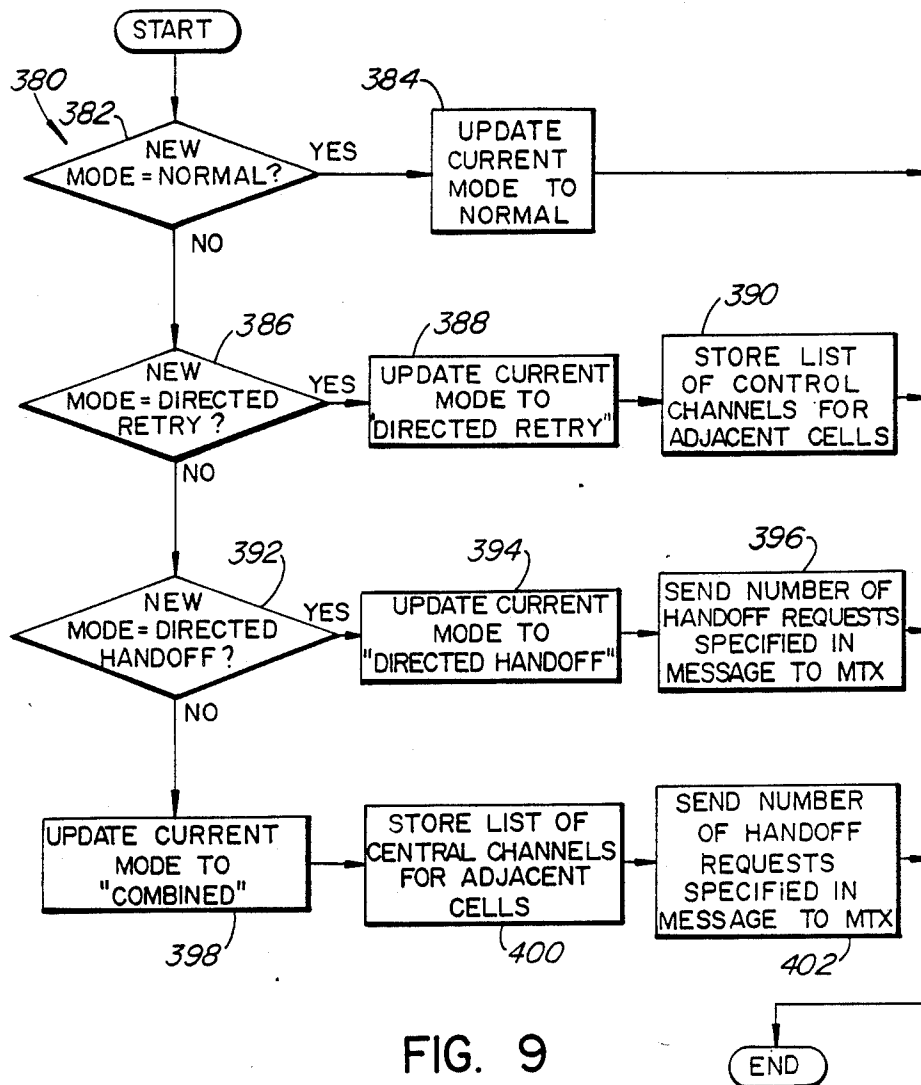 START
380
382
NEW
MODE = NORMAL?
YES
NO
384
UPDATE
CURRENT
MODE TO
NORMAL
386
NEW
MODE = DIRECTED
RETRY?
YES
NO
388
UPDATE CURRENT
MODE TO
"DIRECTED RETRY"
390
STORE LIST
OF CONTROL
CHANNELS FOR
ADJACENT CELLS
392
NEW
MODE = DIRECTED
HANDOFF?
YES
NO
394
UPDATE CURRENT
MODE TO
"DIRECTED HANDOFF"
396
SEND NUMBER OF
HANDOFF REQUESTS
SPECIFIED IN
MESSAGE TO MTX
UPDATE CURRENT
MODE TO
"COMBINED"
398
STORE LIST OF
CENTRAL CHANNELS
FOR ADJACENT
CELLS
400
SEND NUMBER
OF HANDOFF
REQUESTS
SPECIFIED IN
MESSAGE TO MTX
402
FIG. 9
END